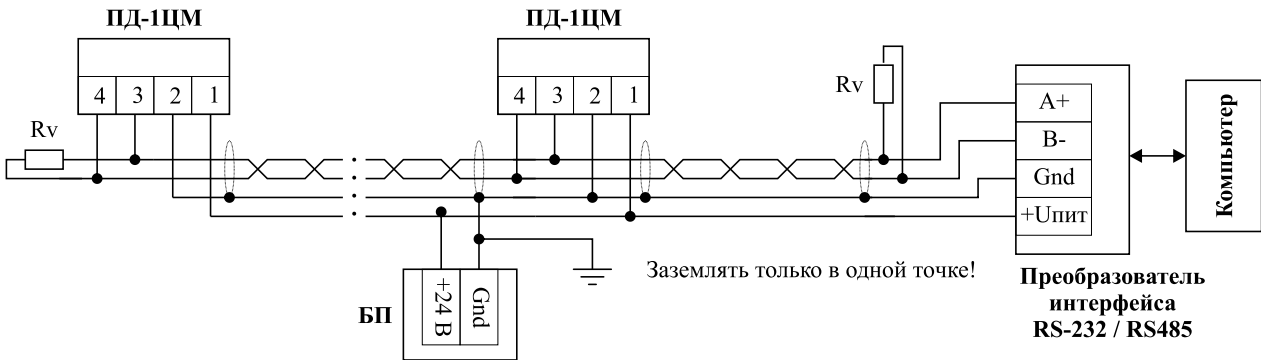 ПД-1ЦМ
ПД-1ЦМ
4 3 2 1
4 3 2 1
Rv
Rv
A+
B-
Gnd
+Uпит
Компьютер
+24 В
Gnd
БП
Заземлять только в одной точке!
Преобразователь
интерфейса
RS-232 / RS485